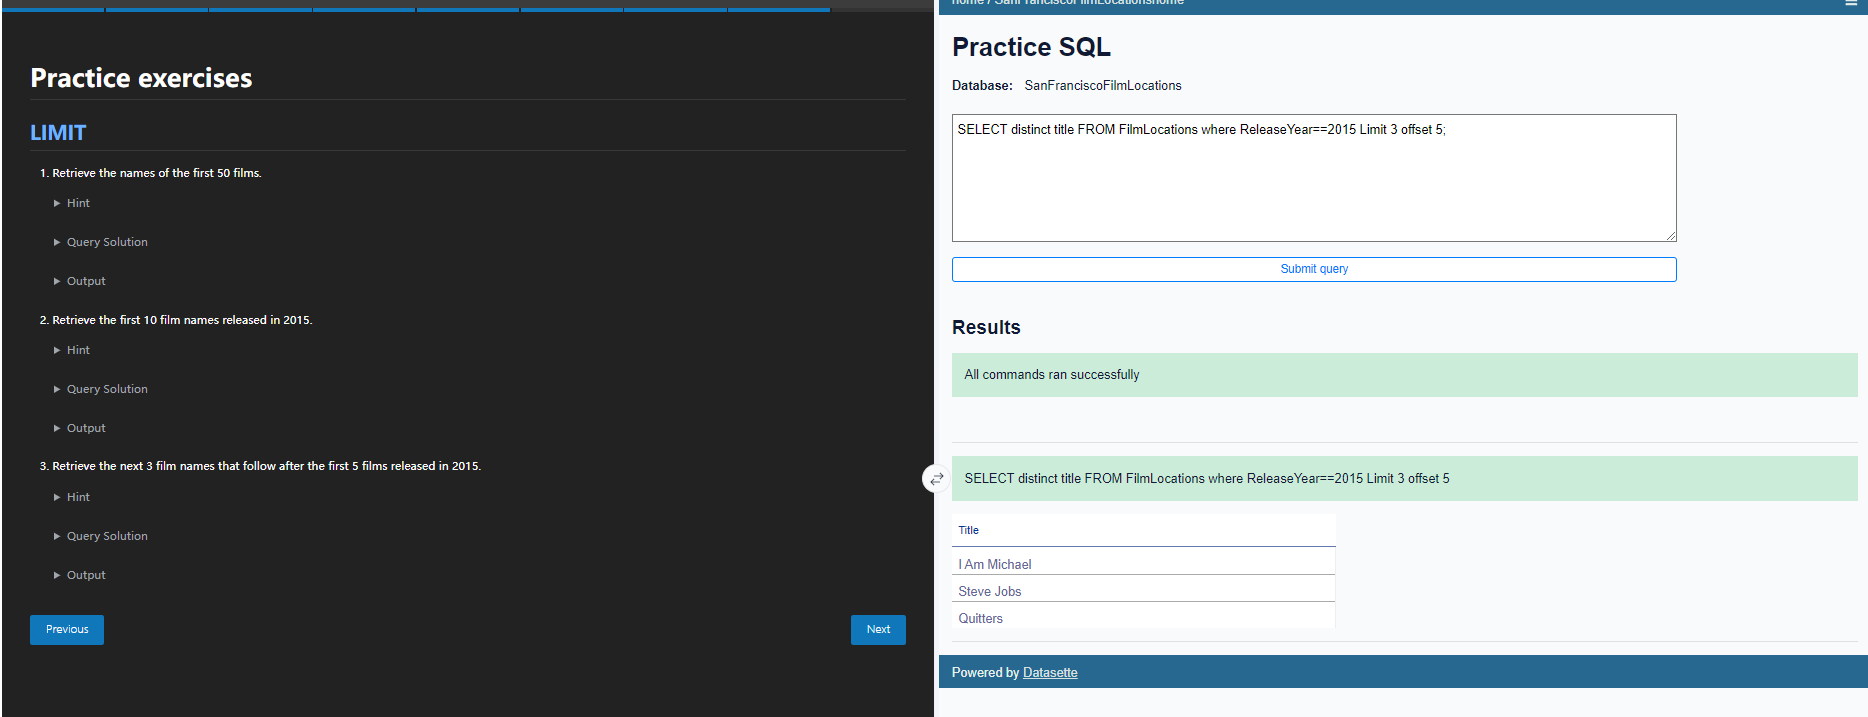 Practice exercises
LIMIT
1. Retrieve the names of the first 50 films.
Hint
Query Solution
Output
2. Retrieve the first 10 film names released in 2015.
Hint
Query Solution
Output
3. Retrieve the next 3 film names that follow after the first 5 films released in 2015.
Hint
Query Solution
Output
Previous
Next
home / SanFranciscoFilmLocationshome
Practice SQL
Database: SanFranciscoFilmLocations
SELECT distinct title FROM FilmLocations where ReleaseYear==2015 Limit 3 offset 5;
Submit query
Results
All commands ran successfully
SELECT distinct title FROM FilmLocations where ReleaseYear==2015 Limit 3 offset 5
Title
I Am Michael
Steve Jobs
Quitters
Powered by Datasette